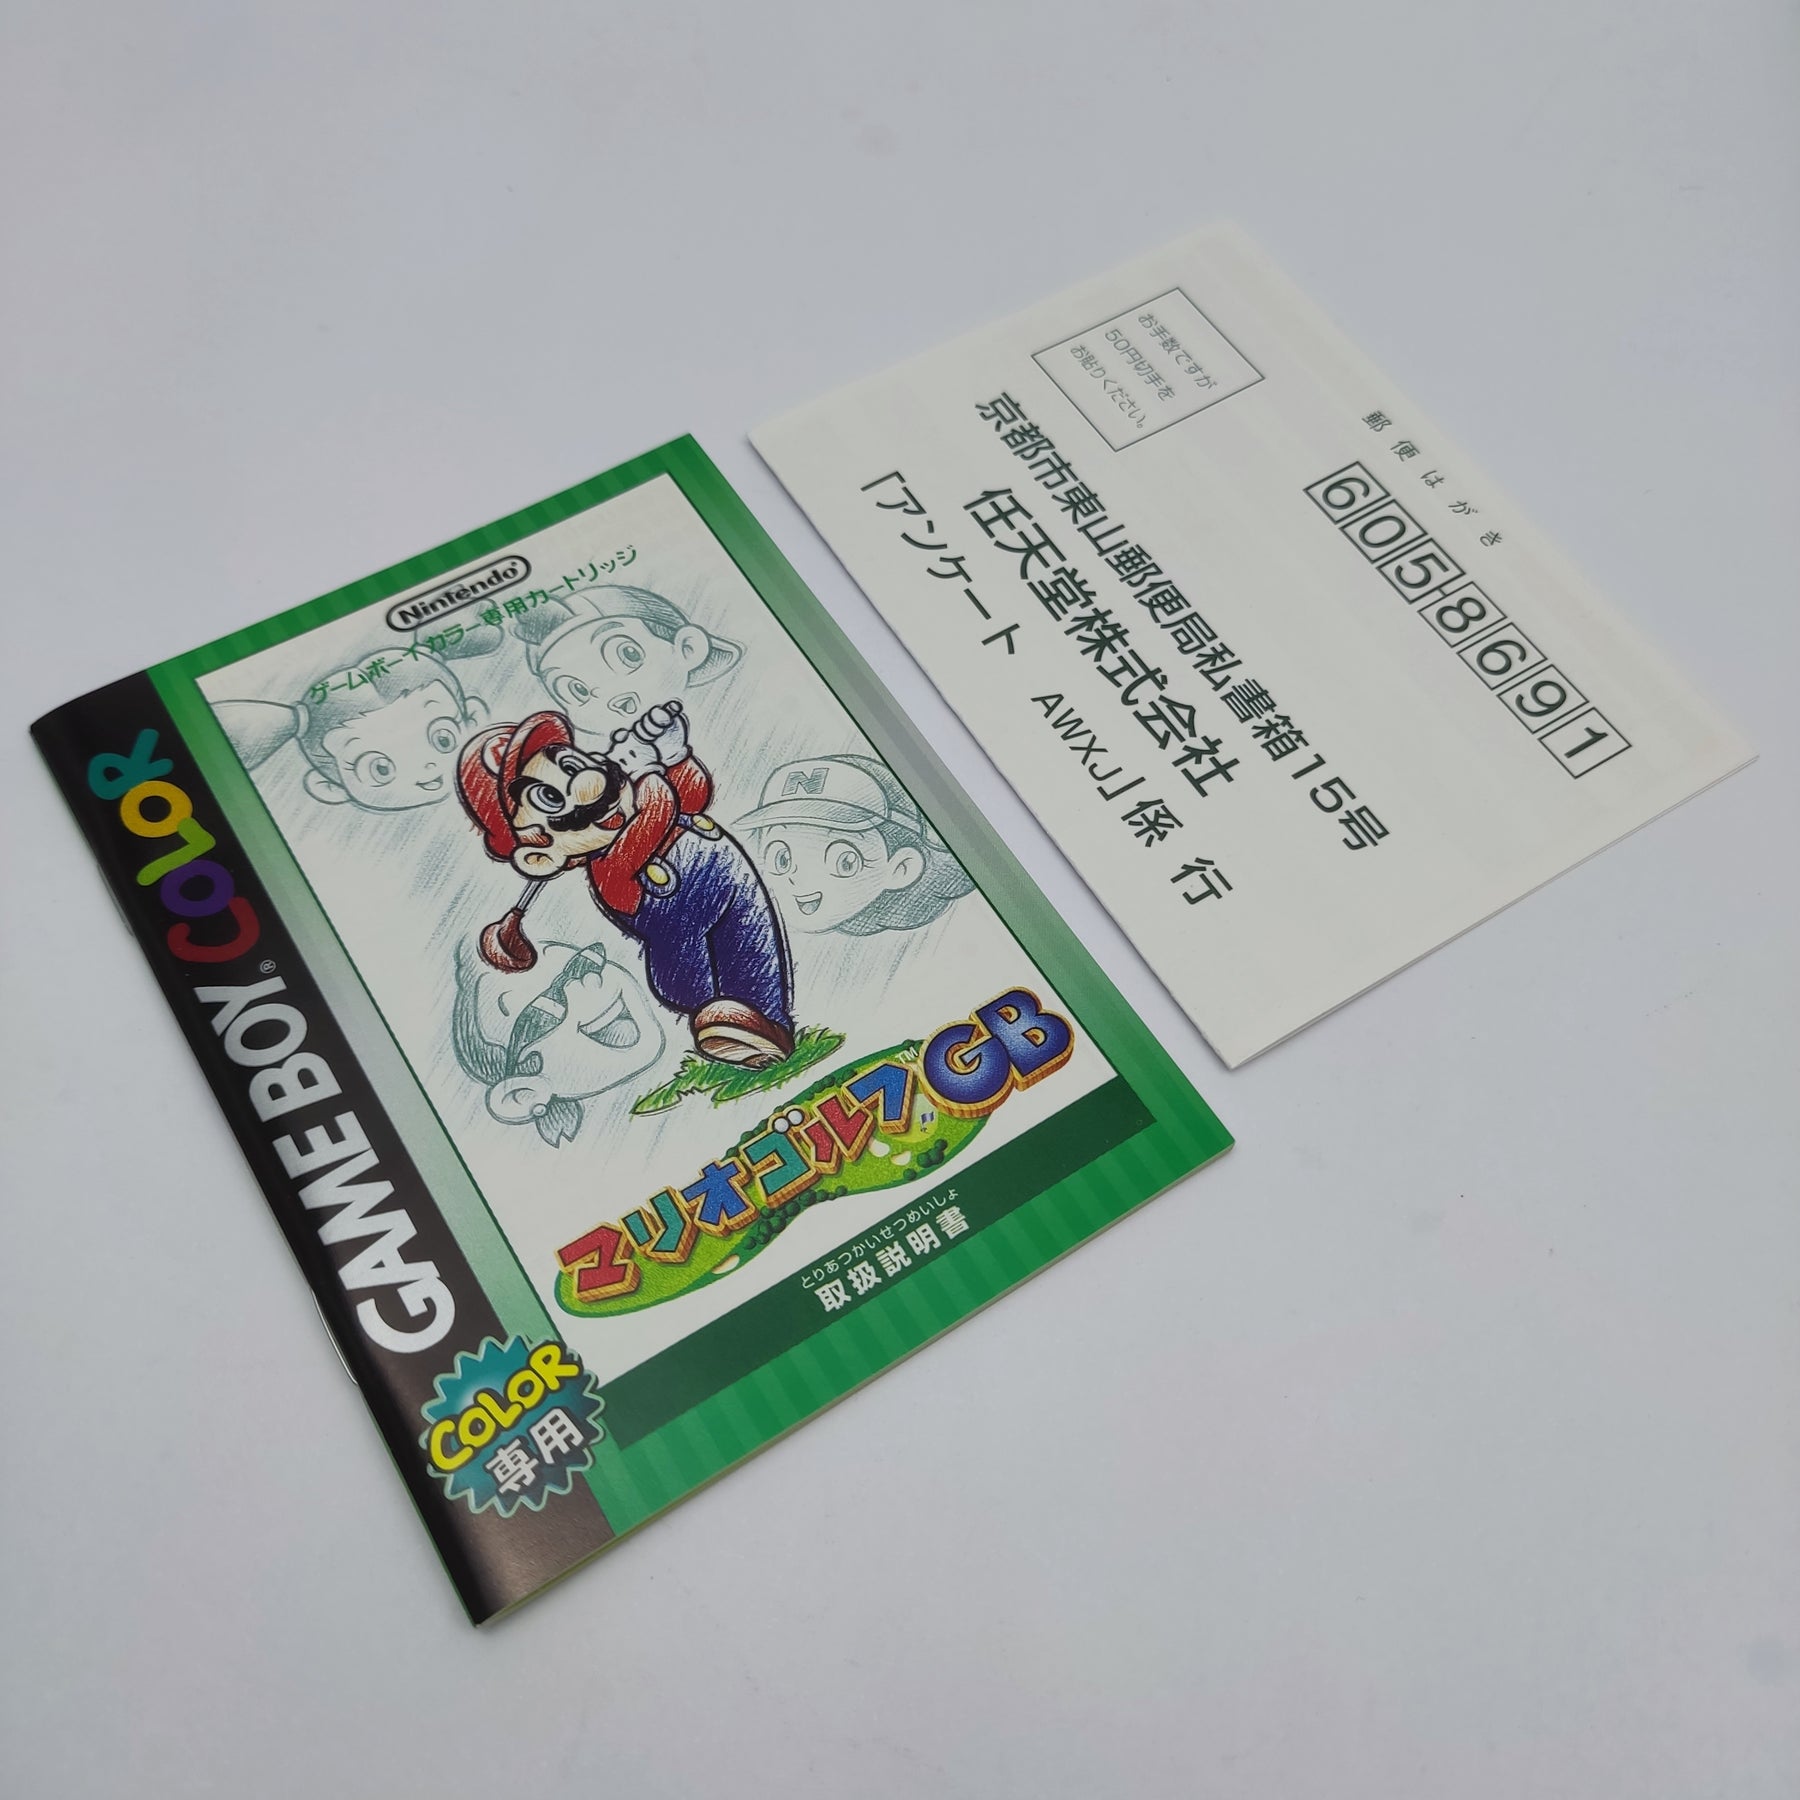 Nintendo
ゲームボーイカラー専用カートリッジ
GAME BOY® COLOR
N
マリオゴルフ™GB
とりあつかいせつめいしょ
取扱説明書
COLOR
専用
郵便はがき
6058691
お手数ですが
50円切手を
お貼りください。
京都市東山郵便局私書箱15号
任天堂株式会社
「アンケート AWXJ」係 行